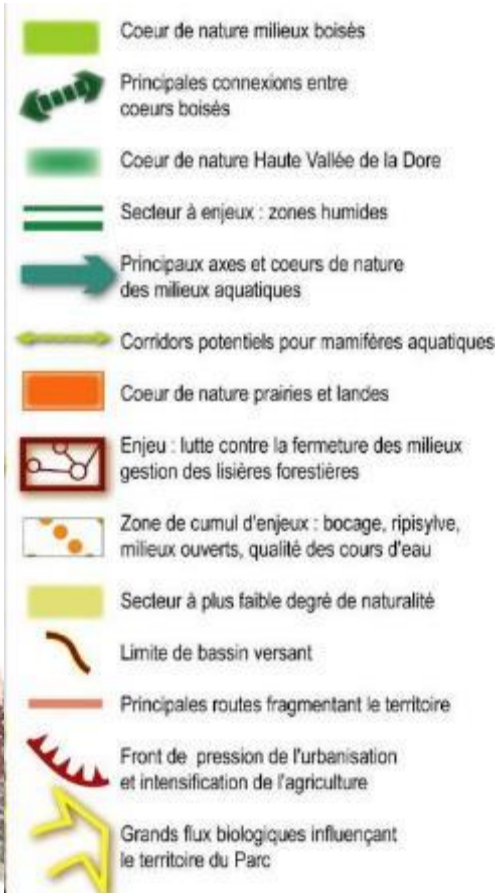 Coeur de nature milieux boisés
Principales connexions entre
coeurs boisés
Coeur de nature Haute Vallée de la Dore
Secteur à enjeux : zones humides
Principaux axes et coeurs de nature
des milieux aquatiques
Corridors potentiels pour mamifères aquatiques
Coeur de nature prairies et landes
Enjeu : lutte contre la fermeture des milieux
gestion des lisières forestières
Zone de cumul d'enjeux : bocage, ripisylve,
milieux ouverts, qualité des cours d'eau
Secteur à plus faible degré de naturalité
Limite de bassin versant
Principales routes fragmentant le territoire
Front de pression de l'urbanisation
et intensification de l'agriculture
Grands flux biologiques influençant
le territoire du Parc